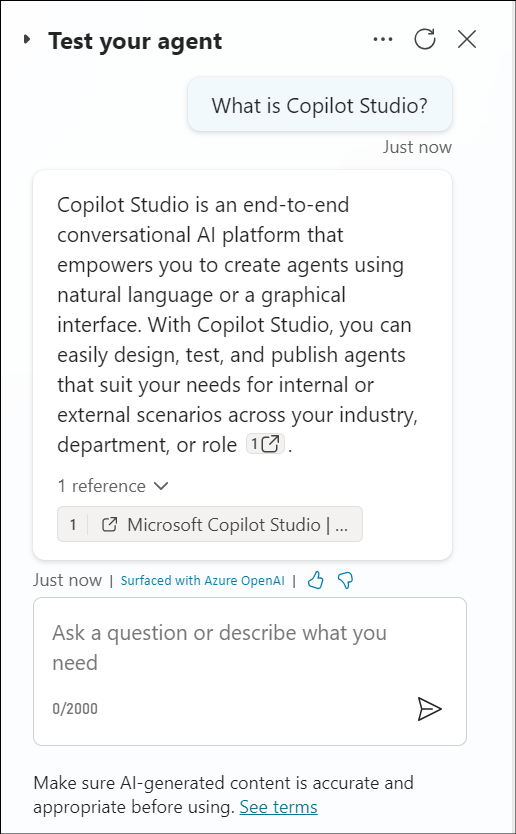 Test your agent
What is Copilot Studio?
Just now
Copilot Studio is an end-to-end
conversational AI platform that
empowers you to create agents using
natural language or a graphical
interface. With Copilot Studio, you can
easily design, test, and publish agents
that suit your needs for internal or
external scenarios across your industry,
department, or role 1.
1 reference
1 Microsoft Copilot Studio | ...
Just now | Surfaced with Azure OpenAI |
Ask a question or describe what you
need
0/2000
Make sure AI-generated content is accurate and
appropriate before using. See terms